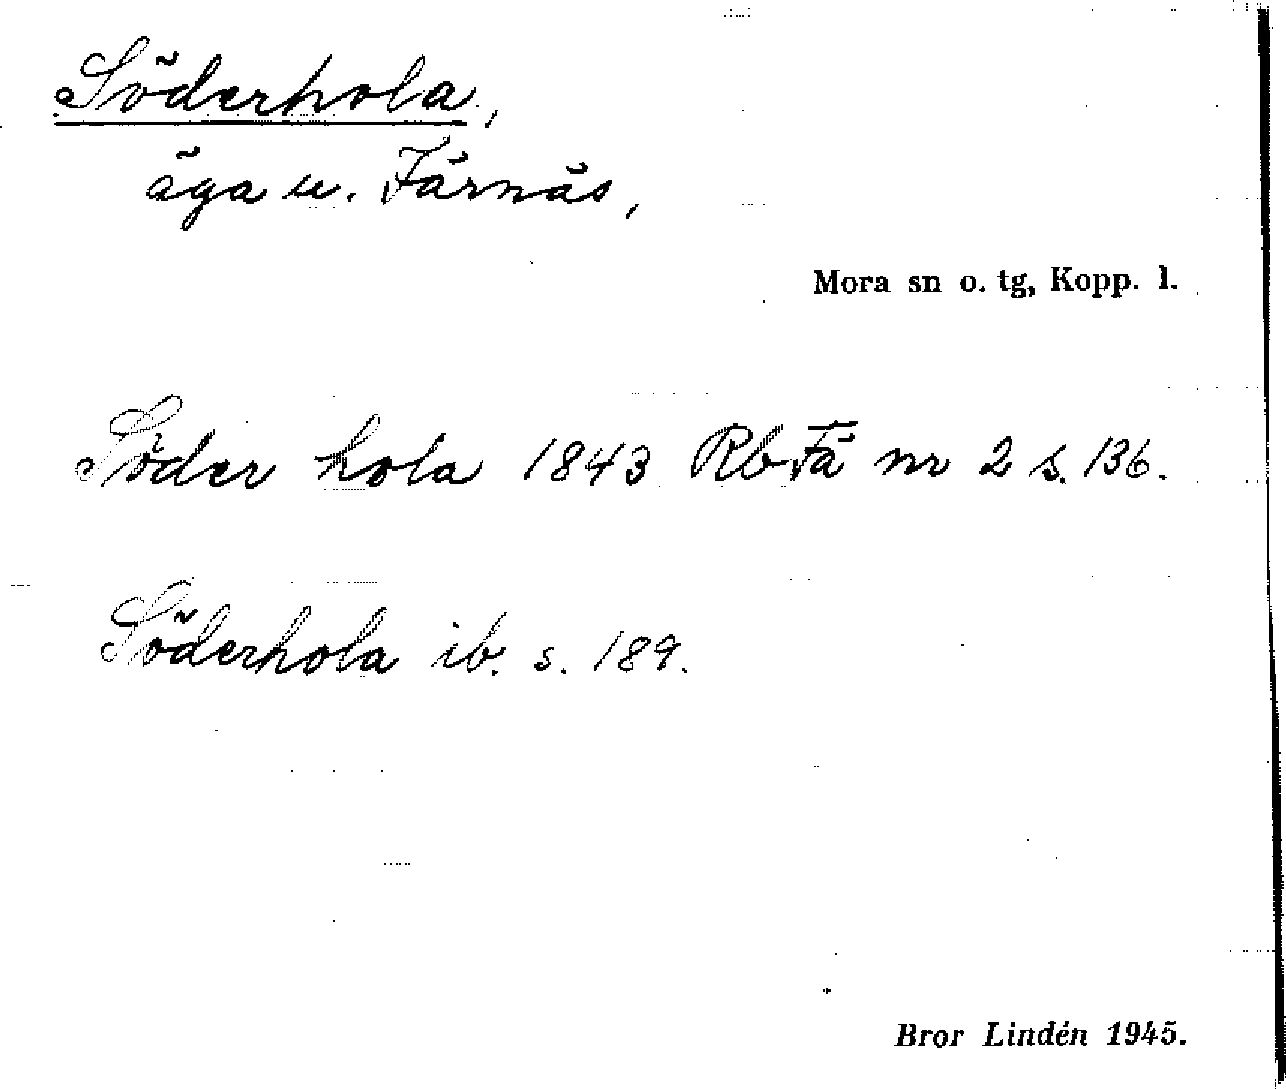 Söderhola,
äga u. Färnäs,
Mora sn o. tg, Kopp. l.
Söder hola 1843 Rb Fä nr 2 s. 136.
Söderhola ib. s. 189.
Bror Lindén 1945.